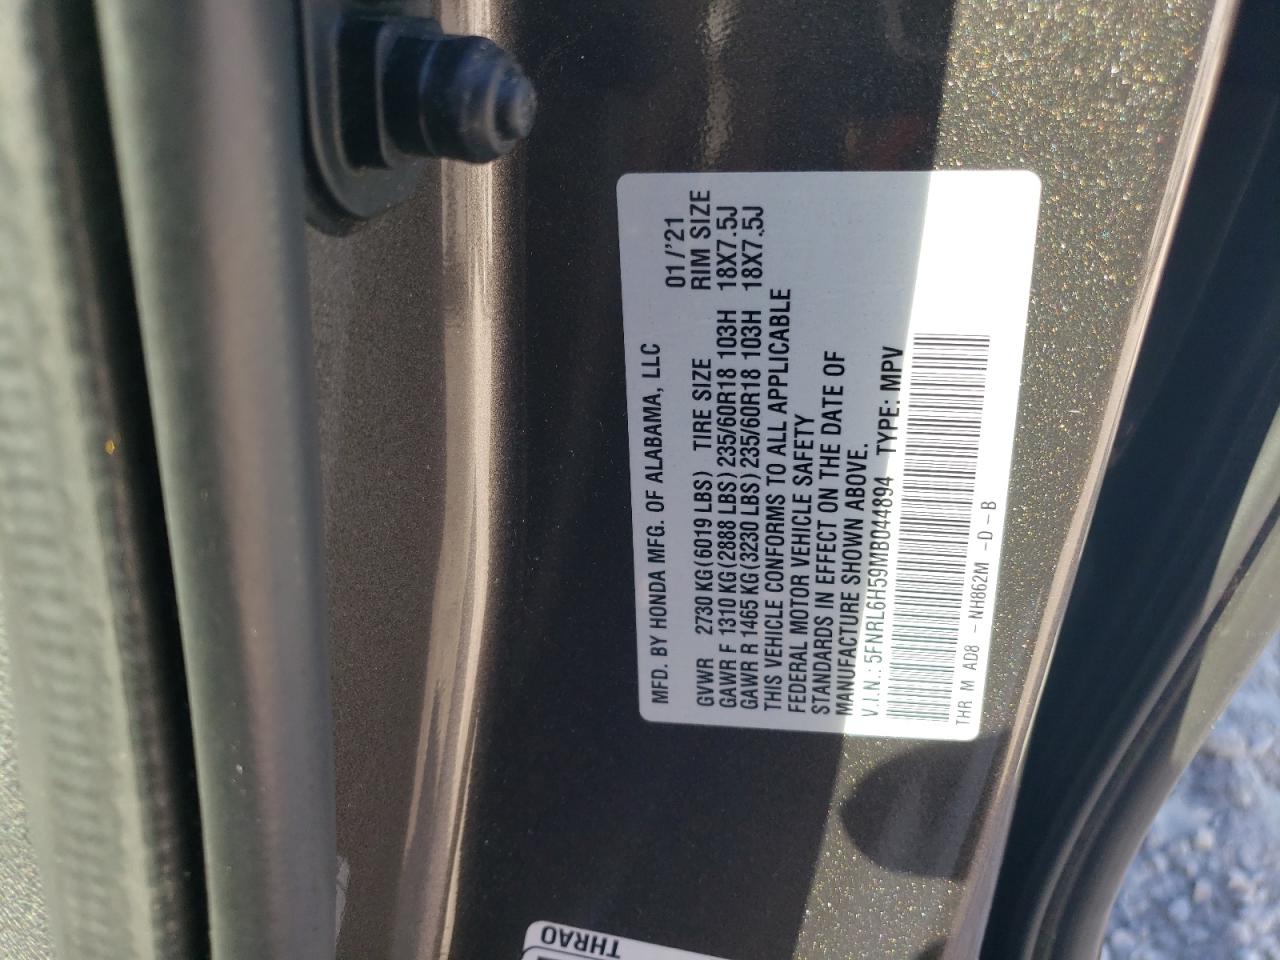 MFD. BY HONDA MFG. OF ALABAMA, LLC 01/'21
GVWR 2730 KG(6019 LBS) TIRE SIZE RIM SIZE
GAWR F 1310 KG(2888 LBS) 235/60R18 103H 18X7.5J
GAWR R 1465 KG(3230 LBS) 235/60R18 103H 18X7.5J
THIS VEHICLE CONFORMS TO ALL APPLICABLE
FEDERAL MOTOR VEHICLE SAFETY
STANDARDS IN EFFECT ON THE DATE OF
MANUFACTURE SHOWN ABOVE.
V.I.N.: 5FNRL6H59MB044894 TYPE: MPV
THR M AD8 - NH862M -D-B
THRA0